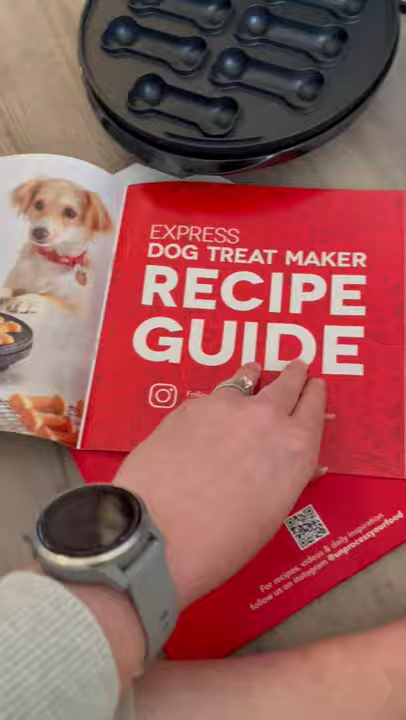 EXPRESS
DOG TREAT MAKER
RECIPE
GUIDE
For recipes, videos & daily inspiration
follow us on instagram @unprocessyourfood